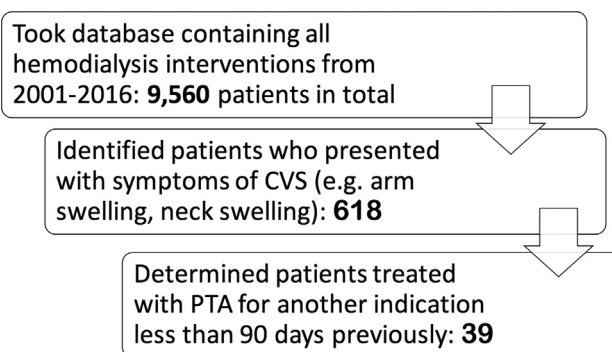 Took database containing all
hemodialysis interventions from
2001-2016: 9,560 patients in total
Identified patients who presented
with symptoms of CVS (e.g. arm
swelling, neck swelling): 618
Determined patients treated
with PTA for another indication
less than 90 days previously: 39